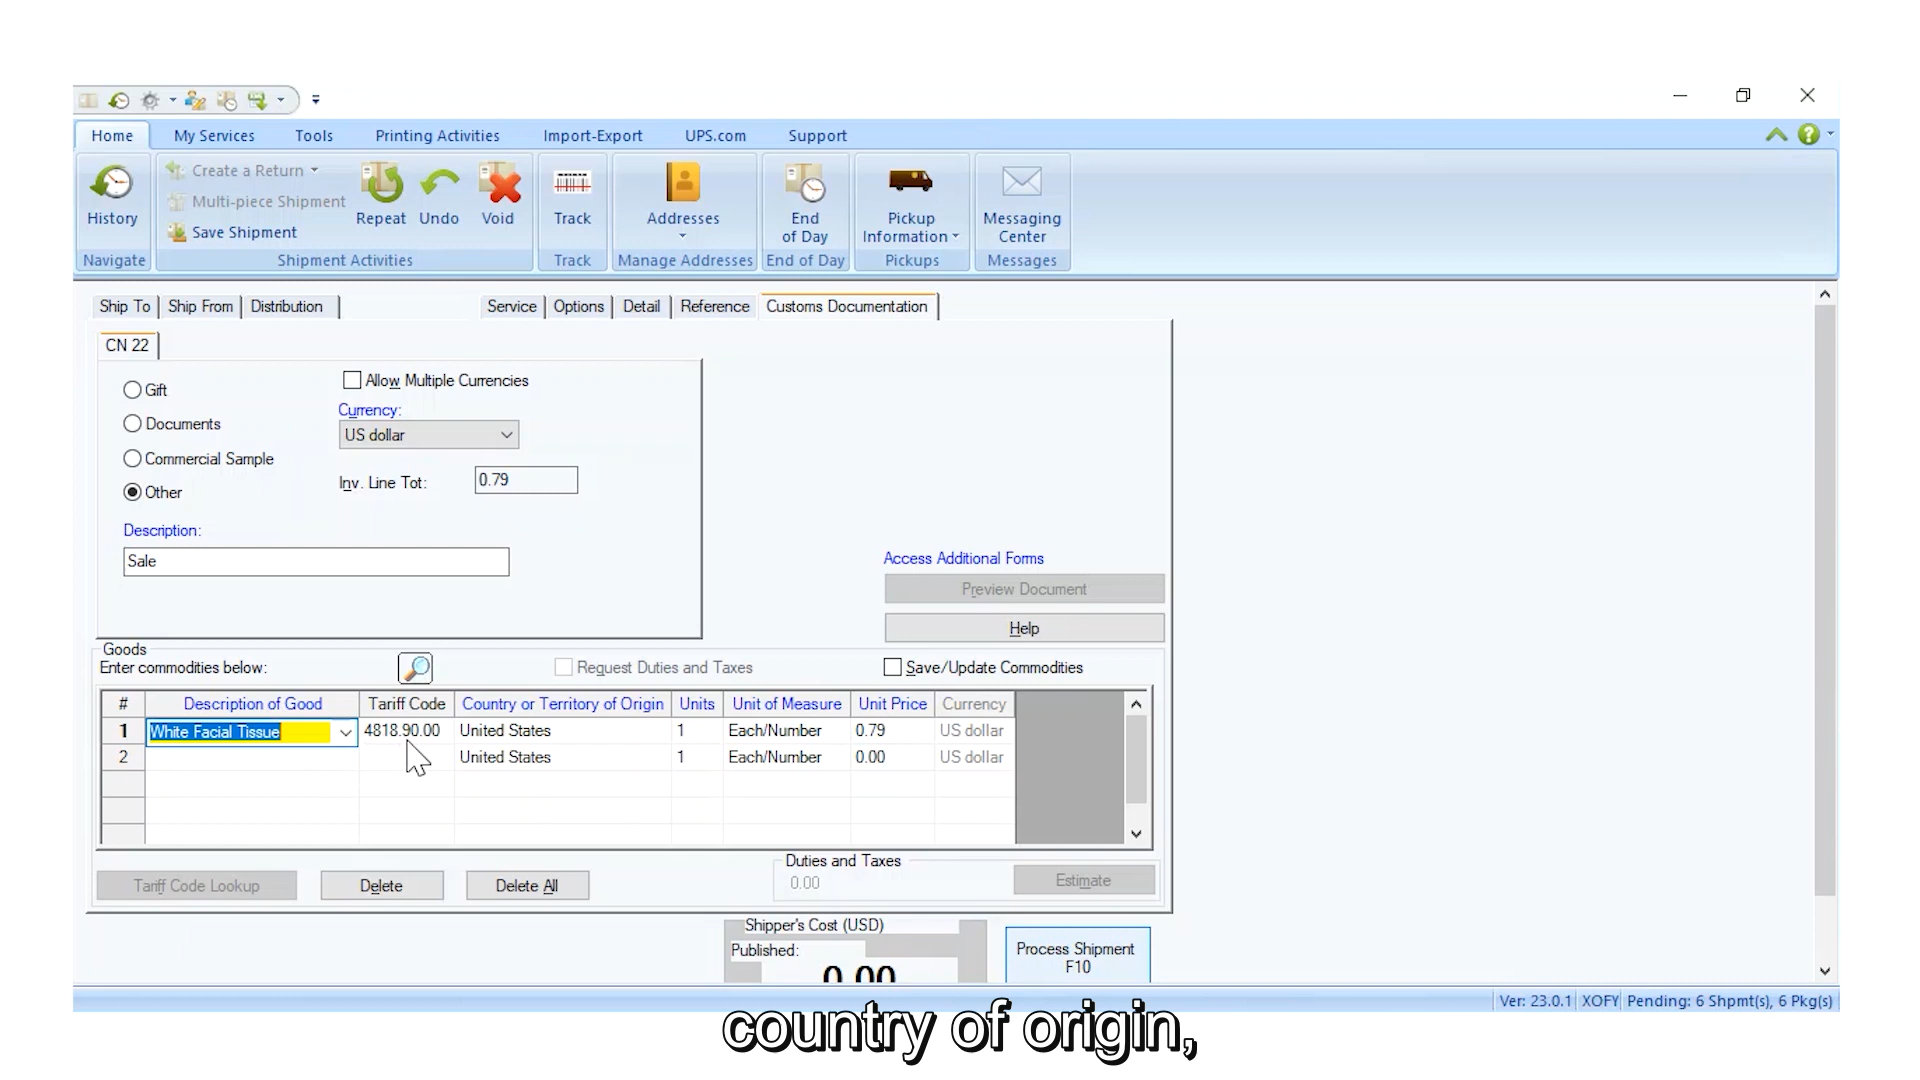 Home My Services Tools Printing Activities Import-Export UPS.com Support
History
Navigate
Create a Return
Multi-piece Shipment
Save Shipment
Repeat Undo Void
Shipment Activities
Track
Track
Addresses
Manage Addresses
End
of Day
End of Day
Pickup
Information
Pickups
Messaging
Center
Messages
Ship To Ship From Distribution Service Options Detail Reference Customs Documentation
CN 22
Gift
Documents
Commercial Sample
Other
Allow Multiple Currencies
Currency:
US dollar
Inv. Line Tot: 0.79
Description:
Sale
Access Additional Forms
Preview Document
Help
Goods
Enter commodities below: Request Duties and Taxes Save/Update Commodities
# Description of Good Tariff Code Country or Territory of Origin Units Unit of Measure Unit Price Currency
1 White Facial Tissue 4818.90.00 United States 1 Each/Number 0.79 US dollar
2 United States 1 Each/Number 0.00 US dollar
Tariff Code Lookup Delete Delete All
Duties and Taxes
0.00 Estimate
Shipper's Cost (USD)
Published:
0.00
Process Shipment
F10
Ver: 23.0.1 XOFY Pending: 6 Shpmt(s), 6 Pkg(s)
country of origin,